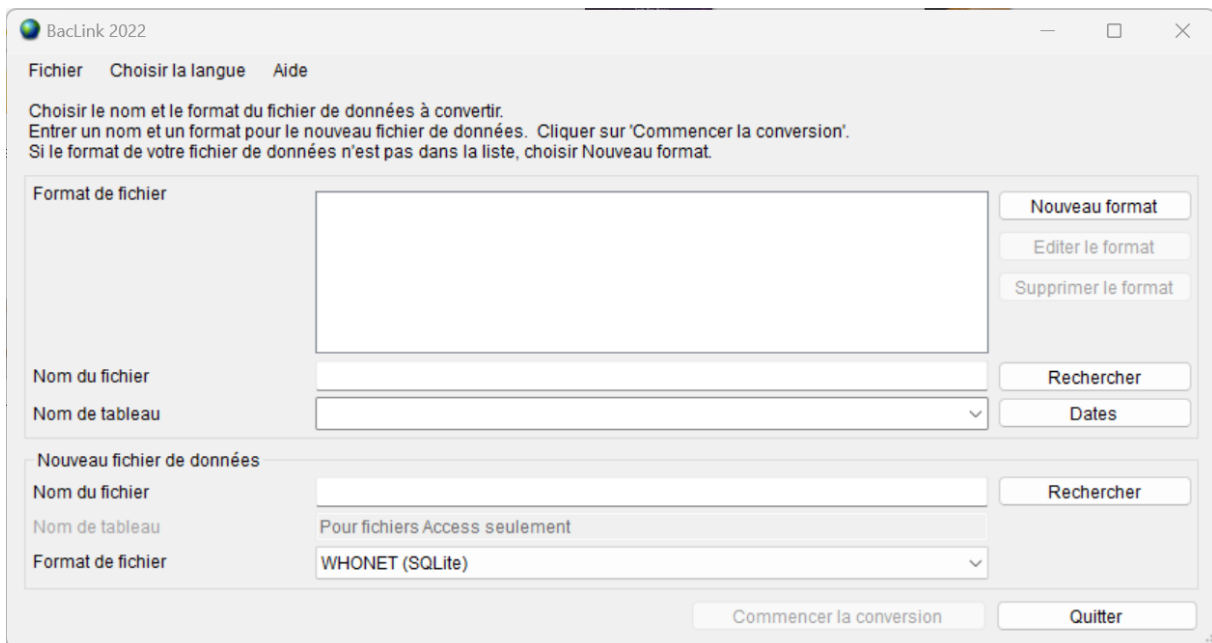 BacLink 2022
Fichier Choisir la langue Aide
Choisir le nom et le format du fichier de données à convertir.
Entrer un nom et un format pour le nouveau fichier de données. Cliquer sur 'Commencer la conversion'.
Si le format de votre fichier de données n'est pas dans la liste, choisir Nouveau format.
Format de fichier
Nouveau format
Editer le format
Supprimer le format
Nom du fichier Rechercher
Nom de tableau Dates
Nouveau fichier de données
Nom du fichier Rechercher
Nom de tableau Pour fichiers Access seulement
Format de fichier WHONET (SQLite)
Commencer la conversion Quitter